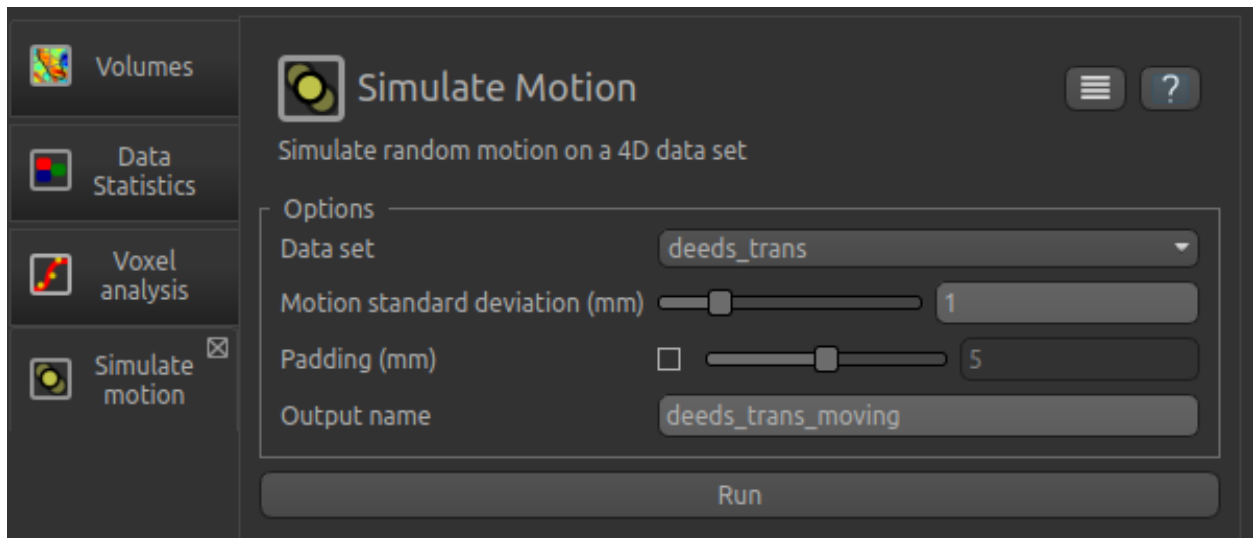 Volumes
Data
Statistics
Voxel
analysis
Simulate
motion
Simulate Motion
?
Simulate random motion on a 4D data set
Options
Data set deeds_trans
Motion standard deviation (mm) 1
Padding (mm) 5
Output name deeds_trans_moving
Run